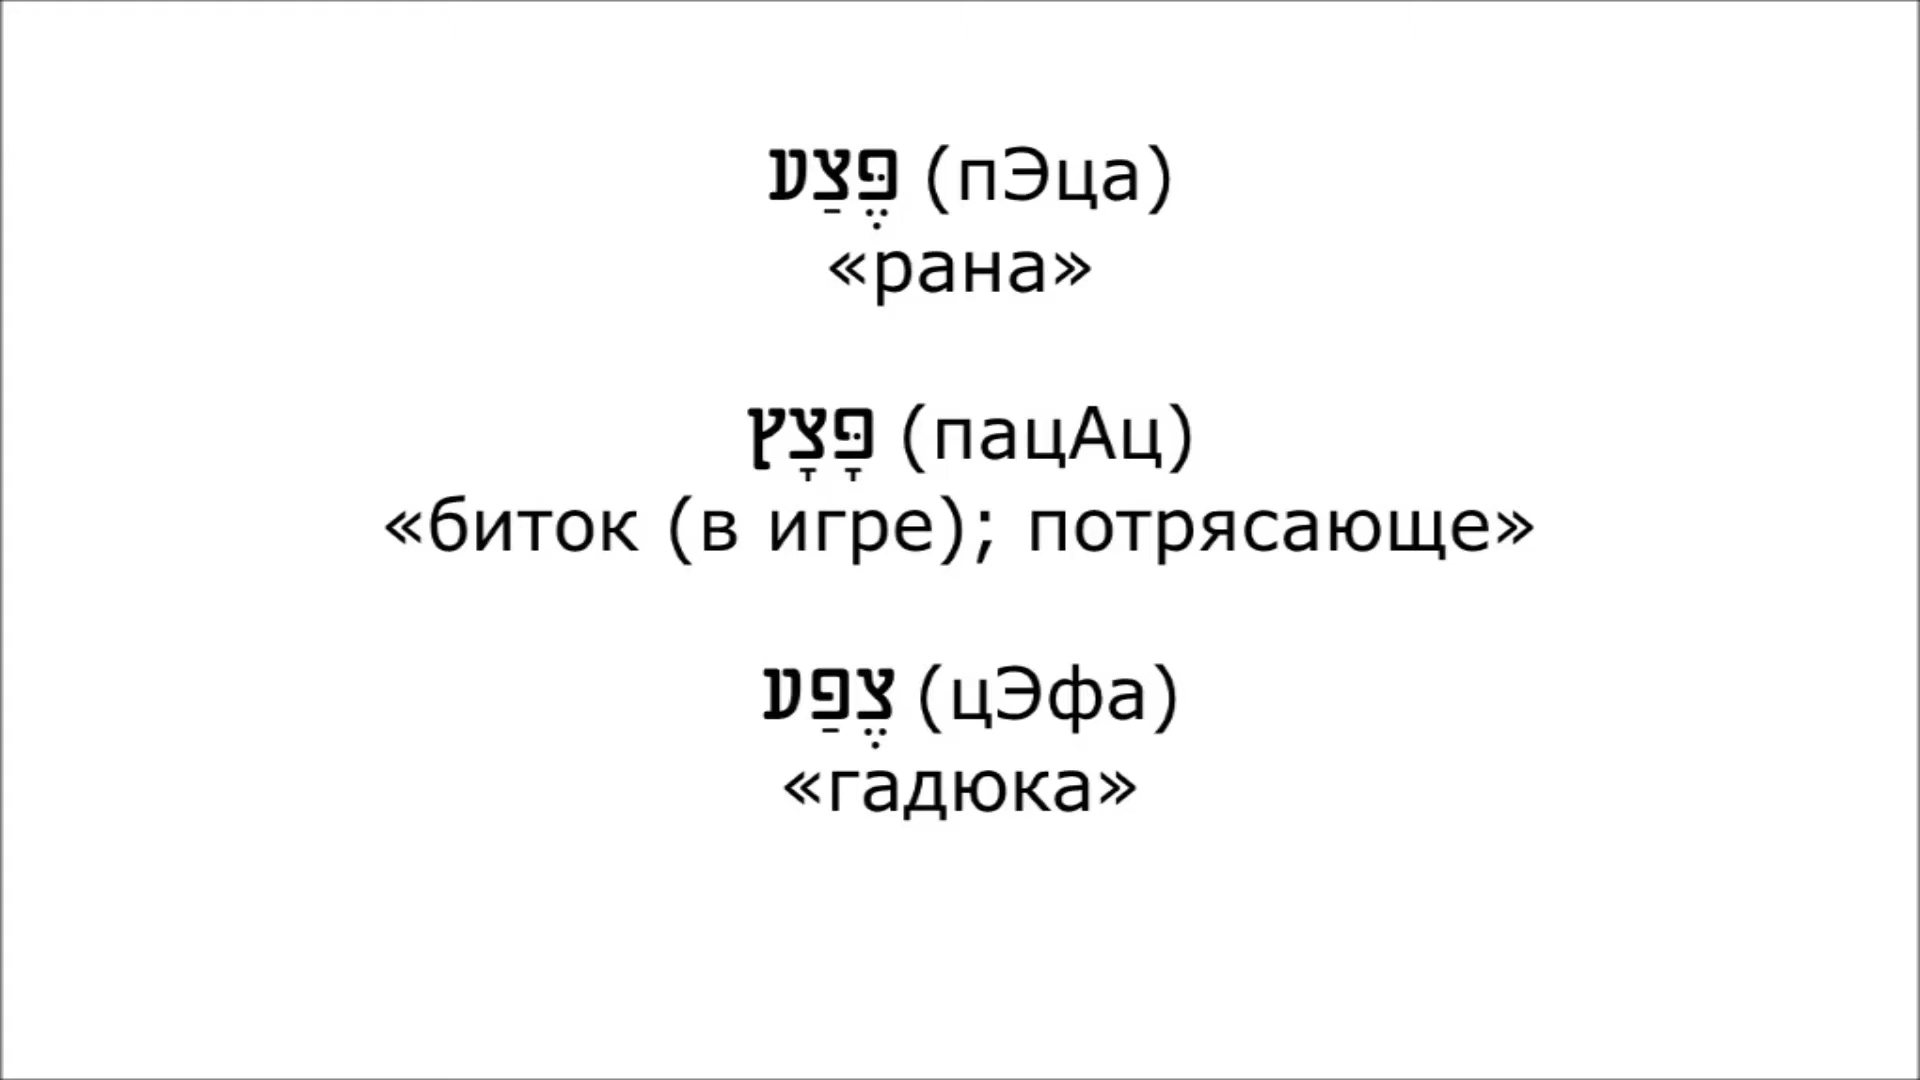 פֶּצַע (пЭца)
«рана»
פָּצָץ (пацАц)
«биток (в игре); потрясающе»
צֶפַע (цЭфа)
«гадюка»